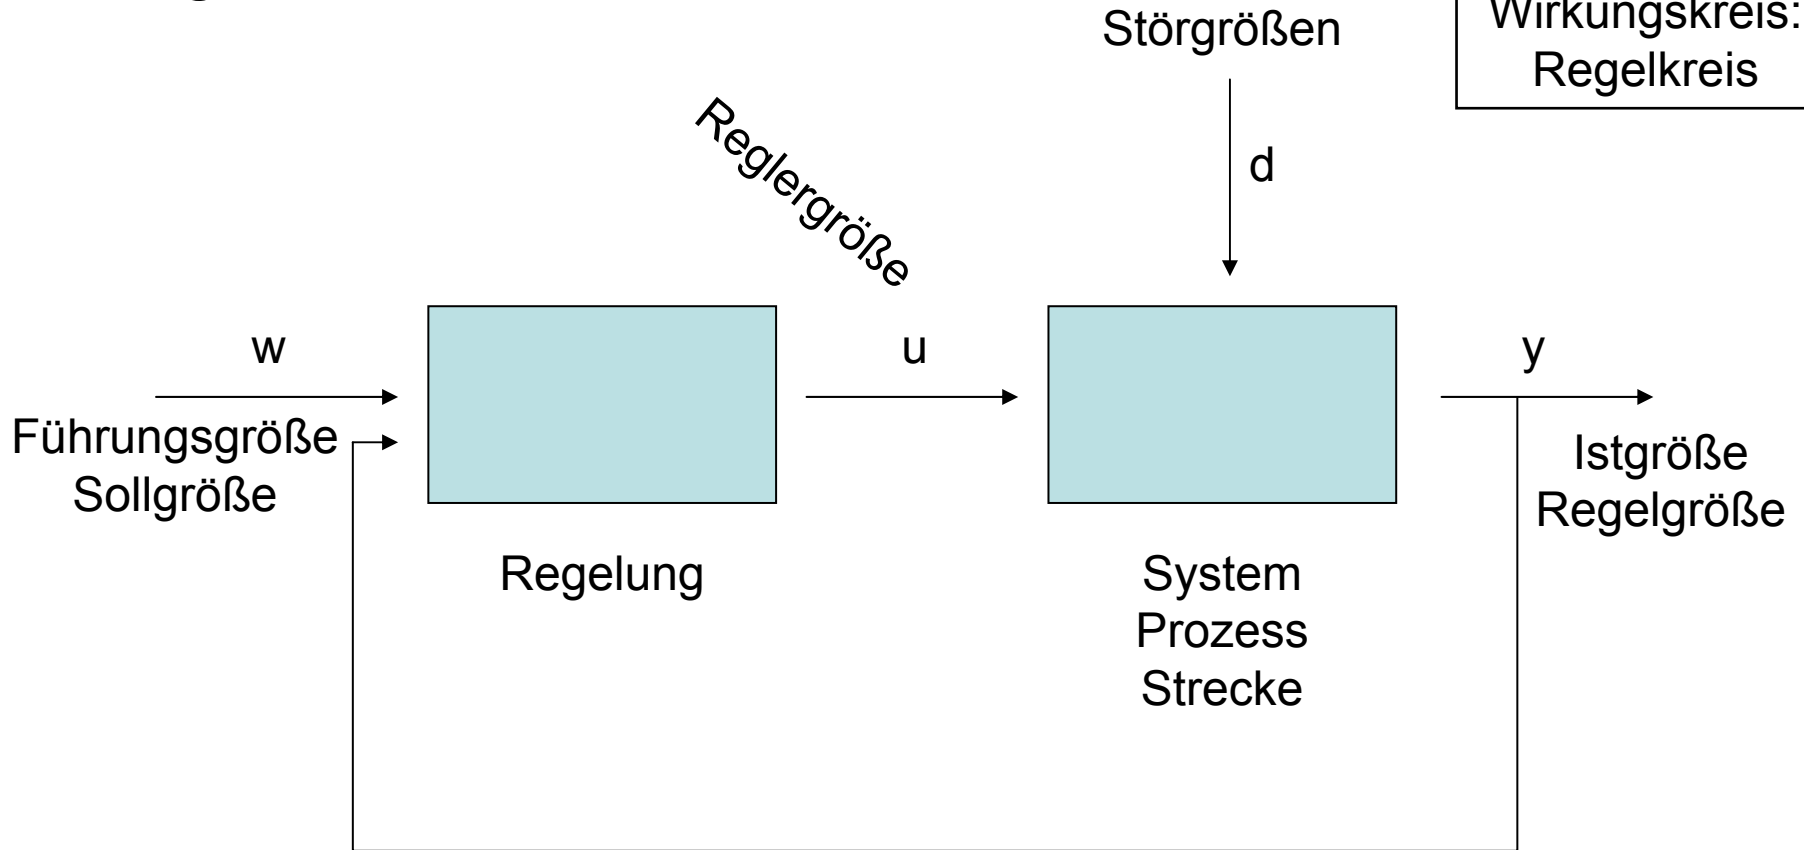 Störgrößen
Wirkungskreis:
Regelkreis
Reglergröße
d
w
u
y
Führungsgröße
Sollgröße
Istgröße
Regelgröße
Regelung
System
Prozess
Strecke